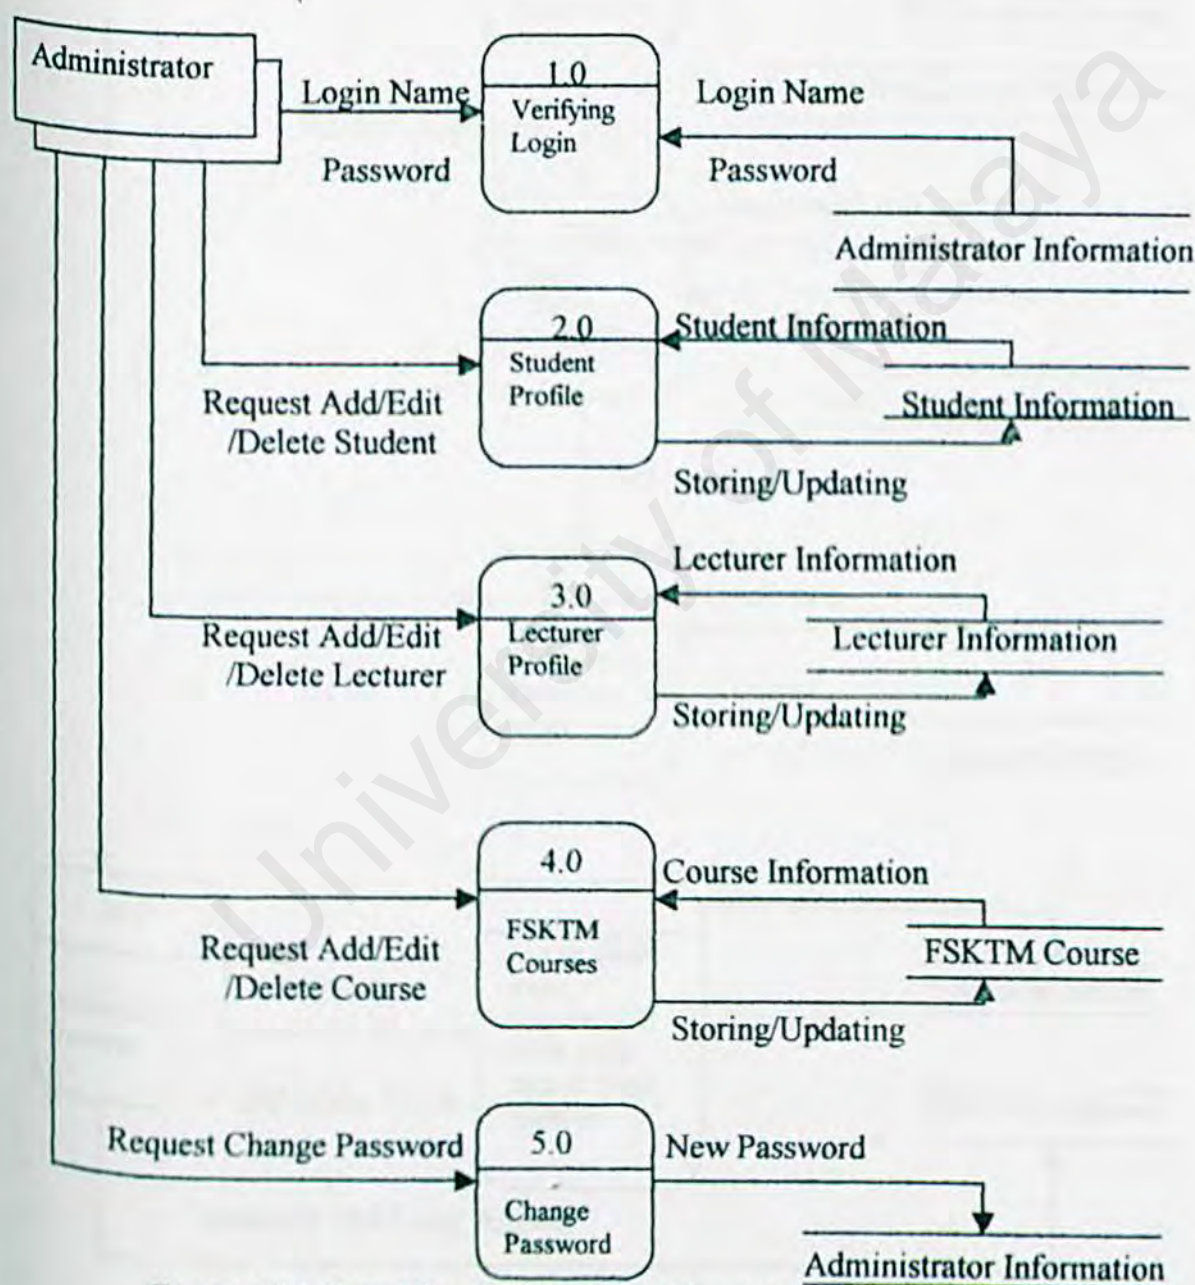 Administrator
Login Name
Password
1.0
Verifying
Login
Login Name
Password
Administrator Information
Request Add/Edit
/Delete Student
2.0
Student
Profile
Student Information
Student Information
Storing/Updating
Request Add/Edit
/Delete Lecturer
3.0
Lecturer
Profile
Lecturer Information
Lecturer Information
Storing/Updating
Request Add/Edit
/Delete Course
4.0
FSKTM
Courses
Course Information
FSKTM Course
Storing/Updating
Request Change Password
5.0
Change
Password
New Password
Administrator Information
University of Malaya